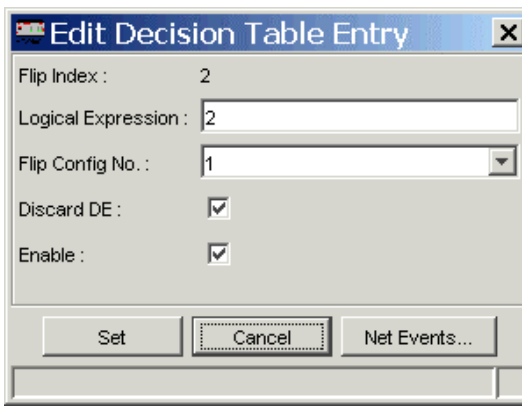 Edit Decision Table Entry
Flip Index : 2
Logical Expression : 2
Flip Config No. : 1
Discard DE :
Enable :
Set Cancel Net Events...